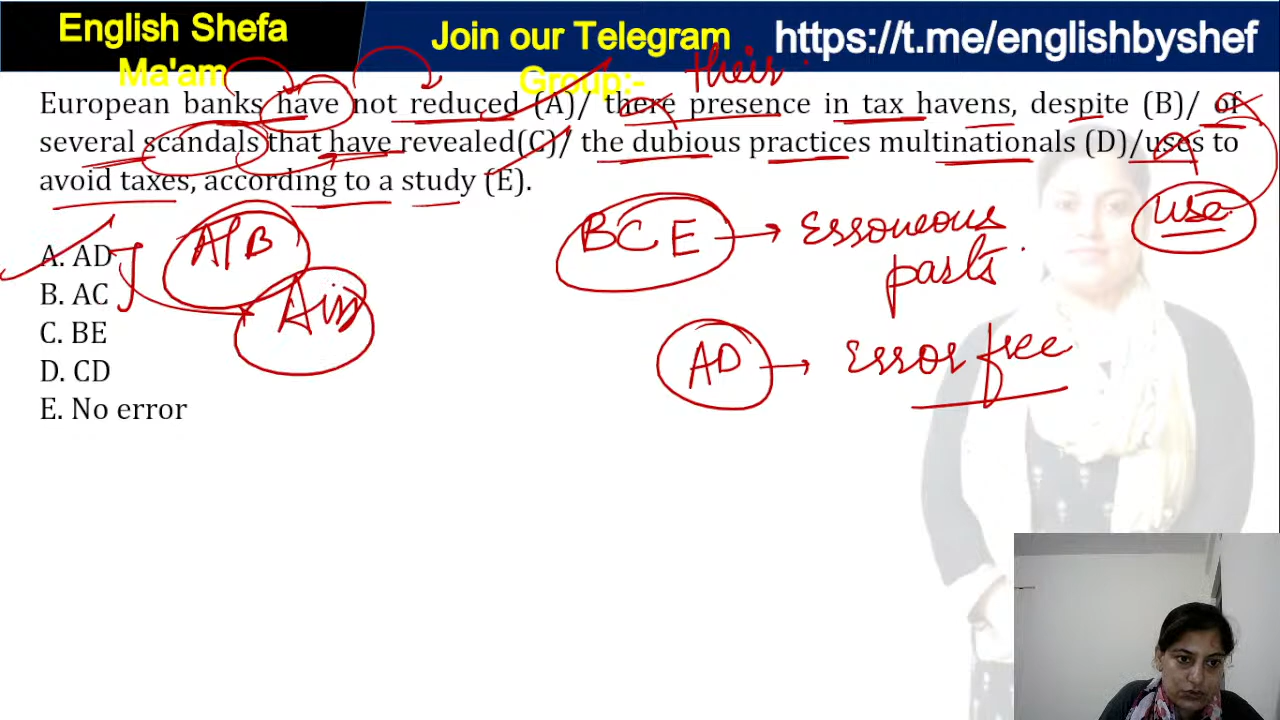 English Shefa
Ma'am
Join our Telegram
Group:-
https://t.me/englishbyshef
their
European banks have not reduced (A)/ there presence in tax havens, despite (B)/ of
several scandals that have revealed(C)/ the dubious practices multinationals (D)/uses to
avoid taxes, according to a study (E).
use
A. AD
B. AC
C. BE
D. CD
E. No error
A/B
BCE → Erroneous
parts
AD → Error free